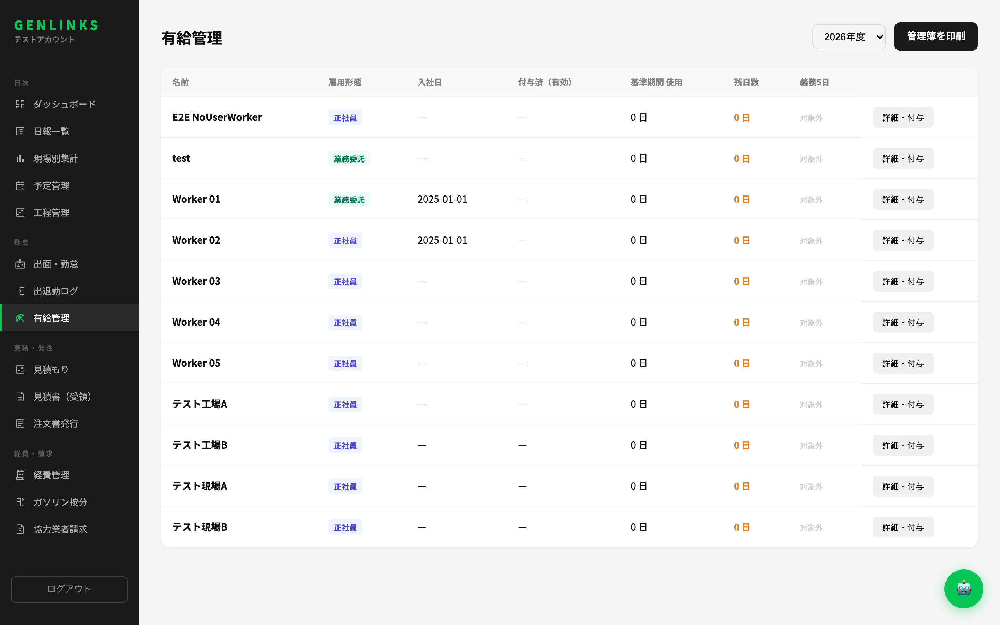 GENLINKS
テストアカウント
日次
ダッシュボード
日報一覧
現場別集計
予定管理
工程管理
勤怠
出面・勤怠
出退勤ログ
有給管理
見積・発注
見積もり
見積書（受領）
注文書発行
経費・請求
経費管理
ガソリン按分
協力業者請求
ログアウト
有給管理
2026年度
管理簿を印刷
名前 雇用形態 入社日 付与済（有効） 基準期間 使用 残日数 義務5日
E2E NoUserWorker 正社員 — — 0 日 0 日 対象外 詳細・付与
test 業務委託 — — 0 日 0 日 対象外 詳細・付与
Worker 01 業務委託 2025-01-01 — 0 日 0 日 対象外 詳細・付与
Worker 02 正社員 2025-01-01 — 0 日 0 日 対象外 詳細・付与
Worker 03 正社員 — — 0 日 0 日 対象外 詳細・付与
Worker 04 正社員 — — 0 日 0 日 対象外 詳細・付与
Worker 05 正社員 — — 0 日 0 日 対象外 詳細・付与
テスト工場A 正社員 — — 0 日 0 日 対象外 詳細・付与
テスト工場B 正社員 — — 0 日 0 日 対象外 詳細・付与
テスト現場A 正社員 — — 0 日 0 日 対象外 詳細・付与
テスト現場B 正社員 — — 0 日 0 日 対象外 詳細・付与